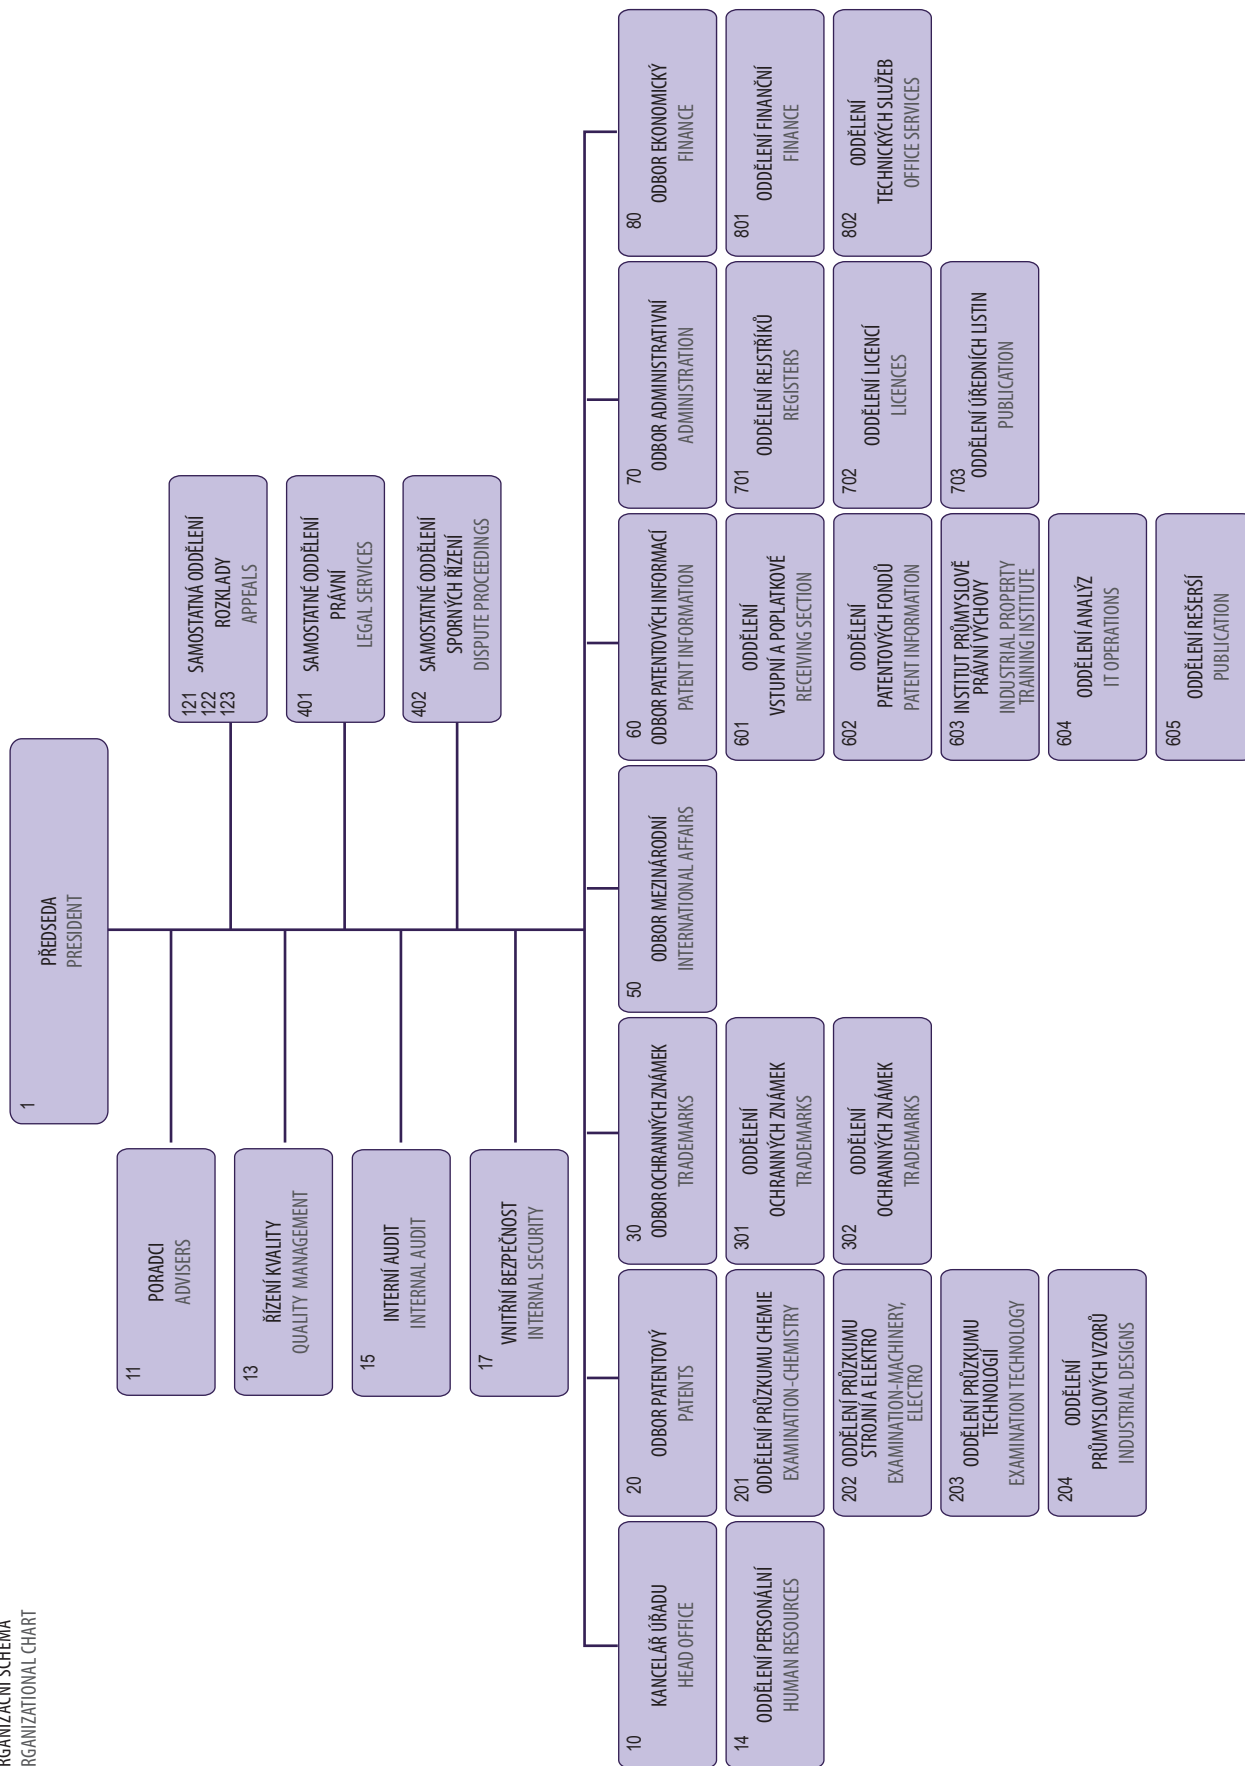 RGANIZAČNÍ SCHÉMA
RGANIZATIONAL CHART
1
PŘEDSEDA
PRESIDENT
11
PORADCI
ADVISERS
13
ŘÍZENÍ KVALITY
QUALITY MANAGEMENT
15
INTERNÍ AUDIT
INTERNAL AUDIT
17
VNITŘNÍ BEZPEČNOST
INTERNAL SECURITY
121
122
123
SAMOSTATNÁ ODDĚLENÍ
ROZKLADY
APPEALS
401
SAMOSTATNÉ ODDĚLENÍ
PRÁVNÍ
LEGAL SERVICES
402
SAMOSTATNÉ ODDĚLENÍ
SPORNÝCH ŘÍZENÍ
DISPUTE PROCEEDINGS
10
KANCELÁŘ ÚŘADU
HEAD OFFICE
14
ODDĚLENÍ PERSONÁLNÍ
HUMAN RESOURCES
20
ODBOR PATENTOVÝ
PATENTS
201
ODDĚLENÍ PRŮZKUMU CHEMIE
EXAMINATION-CHEMISTRY
202
ODDĚLENÍ PRŮZKUMU
STROJNÍ A ELEKTRO
EXAMINATION-MACHINERY,
ELECTRO
203
ODDĚLENÍ PRŮZKUMU
TECHNOLOGIÍ
EXAMINATION TECHNOLOGY
204
ODDĚLENÍ
PRŮMYSLOVÝCH VZORŮ
INDUSTRIAL DESIGNS
30
ODBOR OCHRANNÝCH ZNÁMEK
TRADEMARKS
301
ODDĚLENÍ
OCHRANNÝCH ZNÁMEK
TRADEMARKS
302
ODDĚLENÍ
OCHRANNÝCH ZNÁMEK
TRADEMARKS
50
ODBOR MEZINÁRODNÍ
INTERNATIONAL AFFAIRS
60
ODBOR PATENTOVÝCH INFORMACÍ
PATENT INFORMATION
601
ODDĚLENÍ
VSTUPNÍ A POPLATKOVÉ
RECEIVING SECTION
602
ODDĚLENÍ
PATENTOVÝCH FONDŮ
PATENT INFORMATION
603
INSTITUT PRŮMYSLOVĚ
PRÁVNÍ VÝCHOVY
INDUSTRIAL PROPERTY
TRAINING INSTITUTE
604
ODDĚLENÍ ANALÝZ
IT OPERATIONS
605
ODDĚLENÍ REŠERŠÍ
PUBLICATION
70
ODBOR ADMINISTRATIVNÍ
ADMINISTRATION
701
ODDĚLENÍ REJSTŘÍKŮ
REGISTERS
702
ODDĚLENÍ LICENCÍ
LICENCES
703
ODDĚLENÍ ÚŘEDNÍCH LISTIN
PUBLICATION
80
ODBOR EKONOMICKÝ
FINANCE
801
ODDĚLENÍ FINANČNÍ
FINANCE
802
ODDĚLENÍ
TECHNICKÝCH SLUŽEB
OFFICE SERVICES